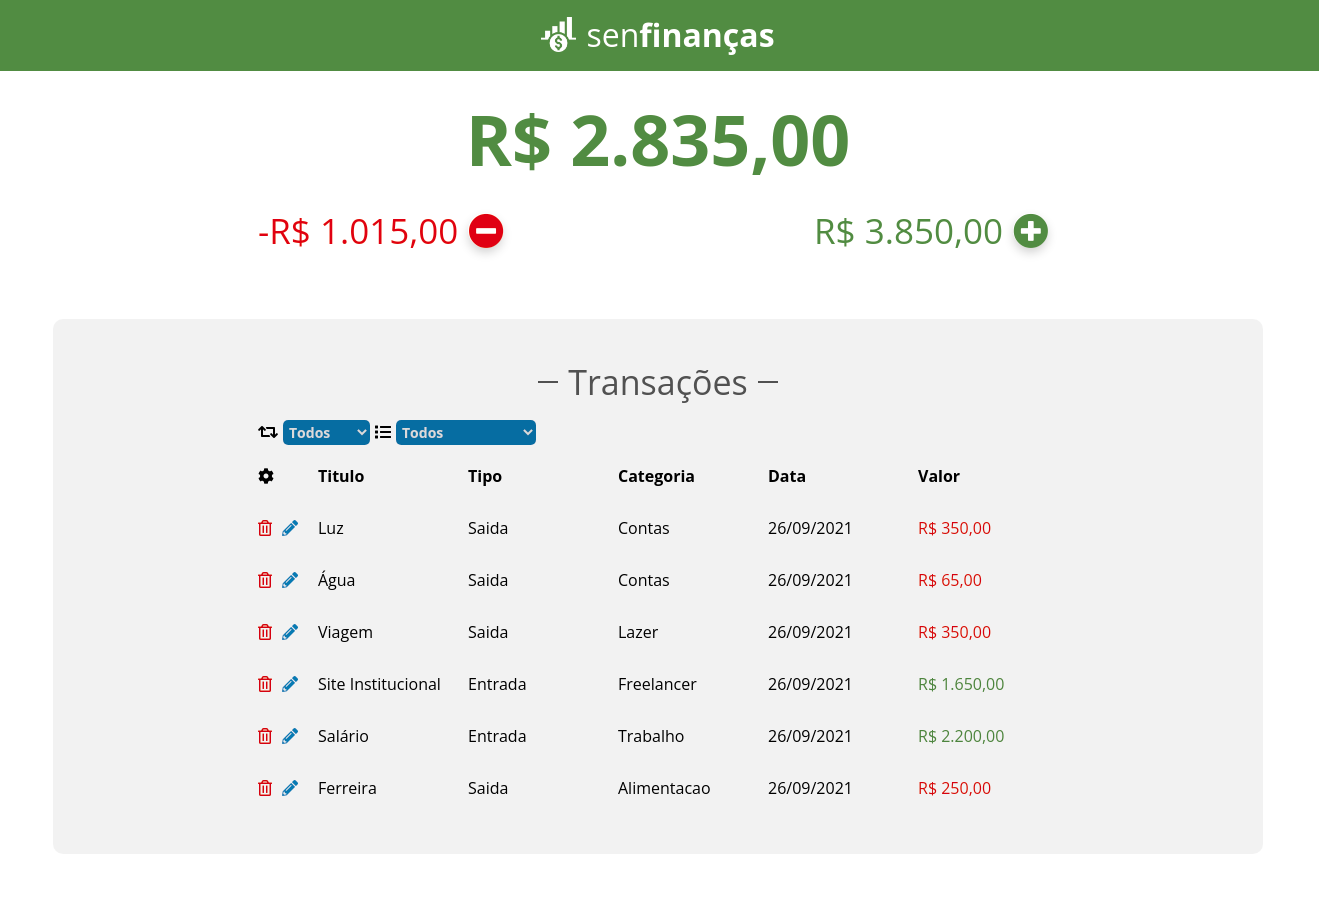 senfinanças
R$ 2.835,00
-R$ 1.015,00 R$ 3.850,00
Transações
Todos Todos
Titulo Tipo Categoria Data Valor
Luz Saida Contas 26/09/2021 R$ 350,00
Água Saida Contas 26/09/2021 R$ 65,00
Viagem Saida Lazer 26/09/2021 R$ 350,00
Site Institucional Entrada Freelancer 26/09/2021 R$ 1.650,00
Salário Entrada Trabalho 26/09/2021 R$ 2.200,00
Ferreira Saida Alimentacao 26/09/2021 R$ 250,00